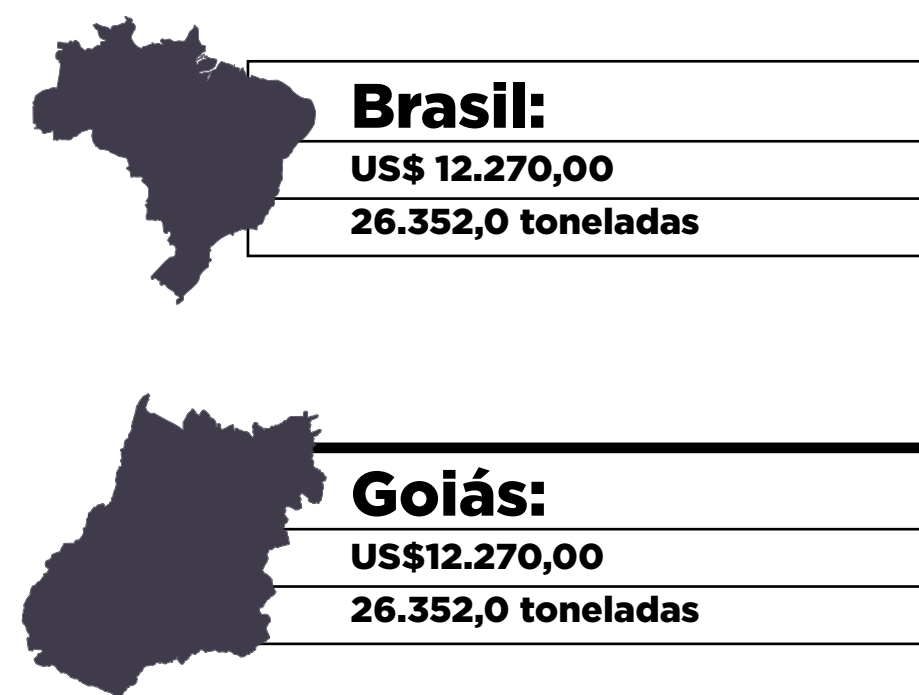 Brasil:
US$ 12.270,00
26.352,0 toneladas
Goiás:
US$12.270,00
26.352,0 toneladas